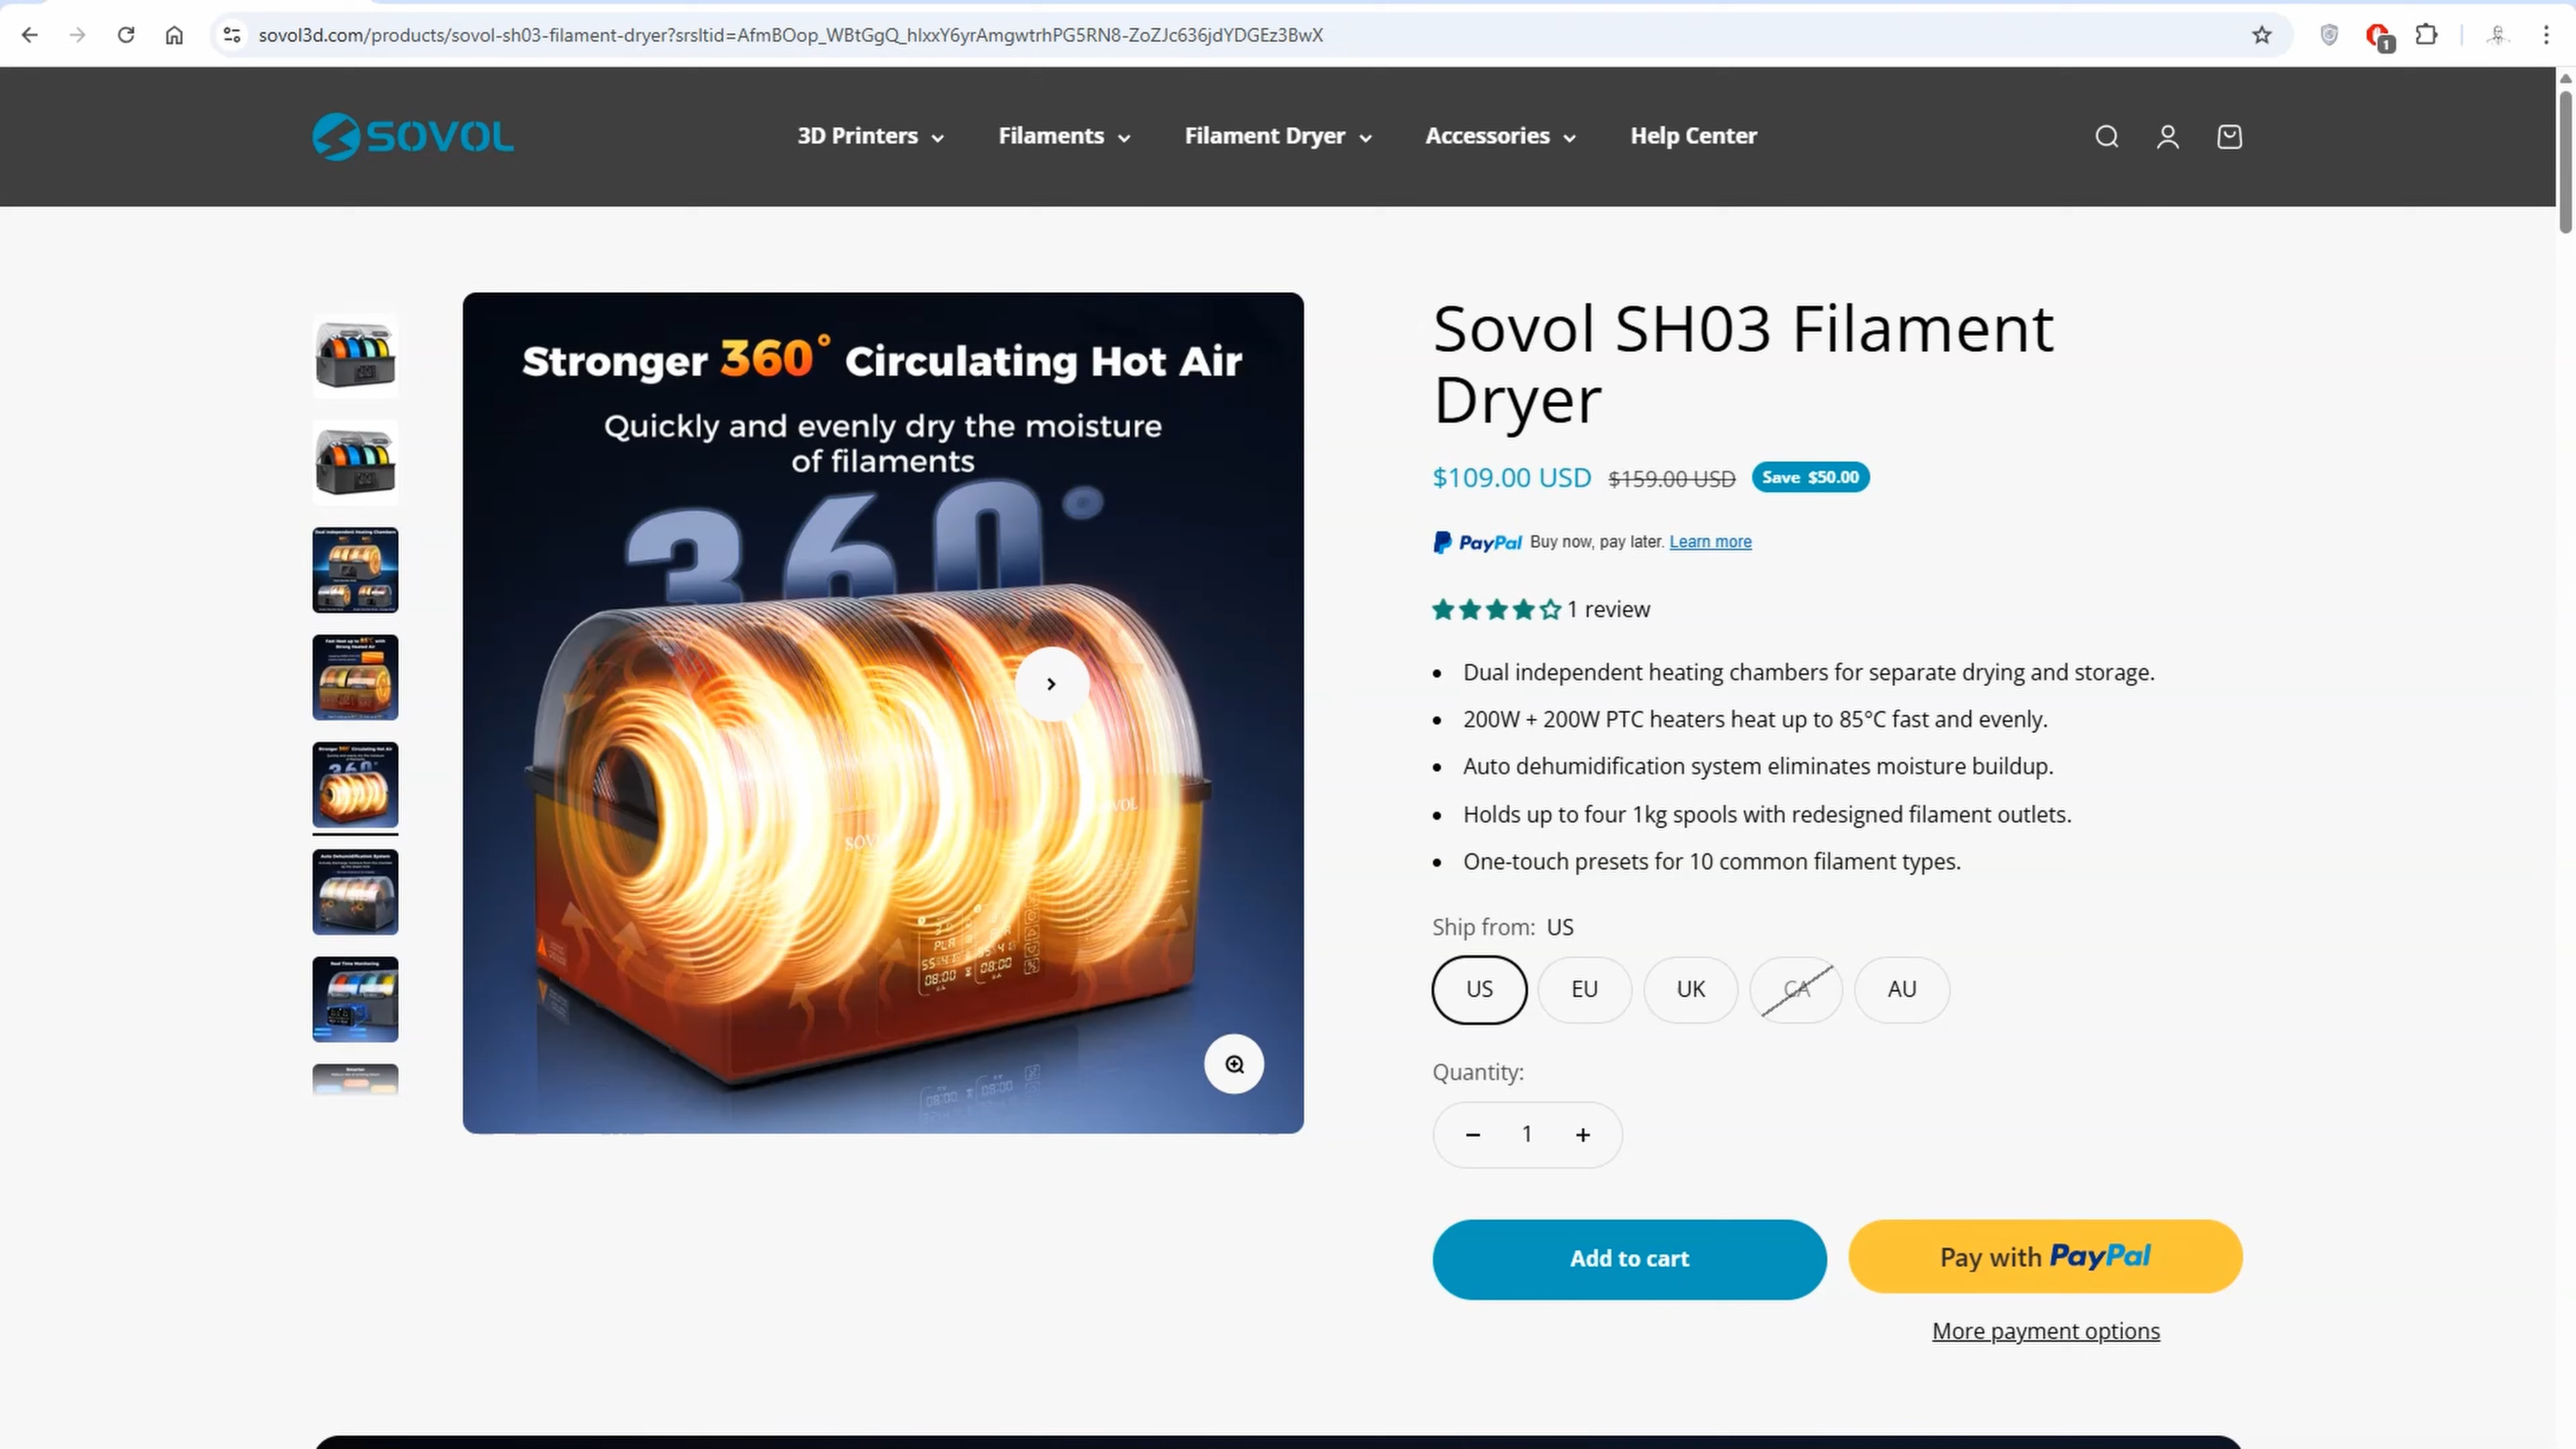 sovol3d.com/products/sovol-sh03-filament-dryer?srsltid=AfmBOop_WBtGgQ_hlxxY6yrAmgwtrhPG5RN8-ZoZJc636jdYDGEz3BwX
1
SOVOL
3D Printers
Filaments
Filament Dryer
Accessories
Help Center
Stronger 360° Circulating Hot Air
Quickly and evenly dry the moisture
of filaments
360°
PLA
08:00
08:00
Sovol SH03 Filament
Dryer
$109.00 USD $159.00 USD Save $50.00
PayPal Buy now, pay later. Learn more
1 review
• Dual independent heating chambers for separate drying and storage.
• 200W + 200W PTC heaters heat up to 85°C fast and evenly.
• Auto dehumidification system eliminates moisture buildup.
• Holds up to four 1kg spools with redesigned filament outlets.
• One-touch presets for 10 common filament types.
Ship from: US
US EU UK CA AU
Quantity:
− 1 +
Add to cart
Pay with PayPal
More payment options